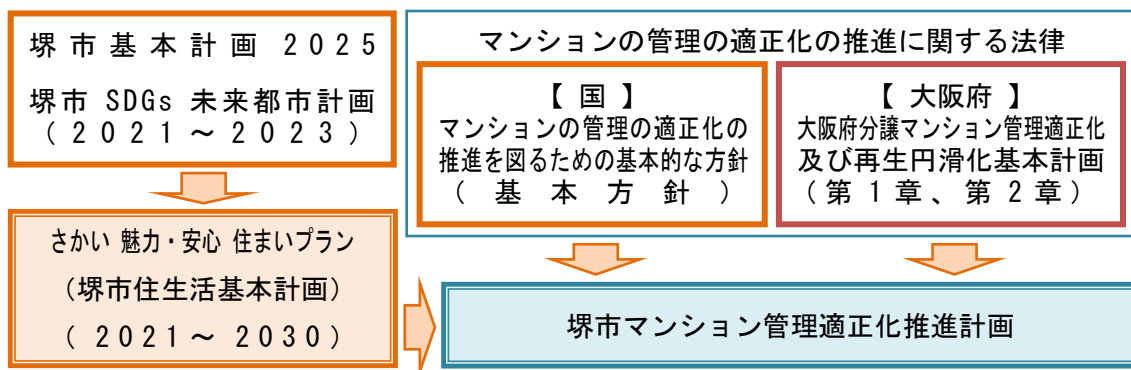 堺市基本計画 2025
堺市 SDGs 未来都市計画
(2021~2023)
さかい 魅力・安心 住まいプラン
(堺市住生活基本計画)
(2021~2030)
マンションの管理の適正化の推進に関する法律
【国】
マンションの管理の適正化の
推進を図るための基本的な方針
(基本方針)
【大阪府】
大阪府分譲マンション管理適正化
及び再生円滑化基本計画
(第1章、第2章)
堺市マンション管理適正化推進計画